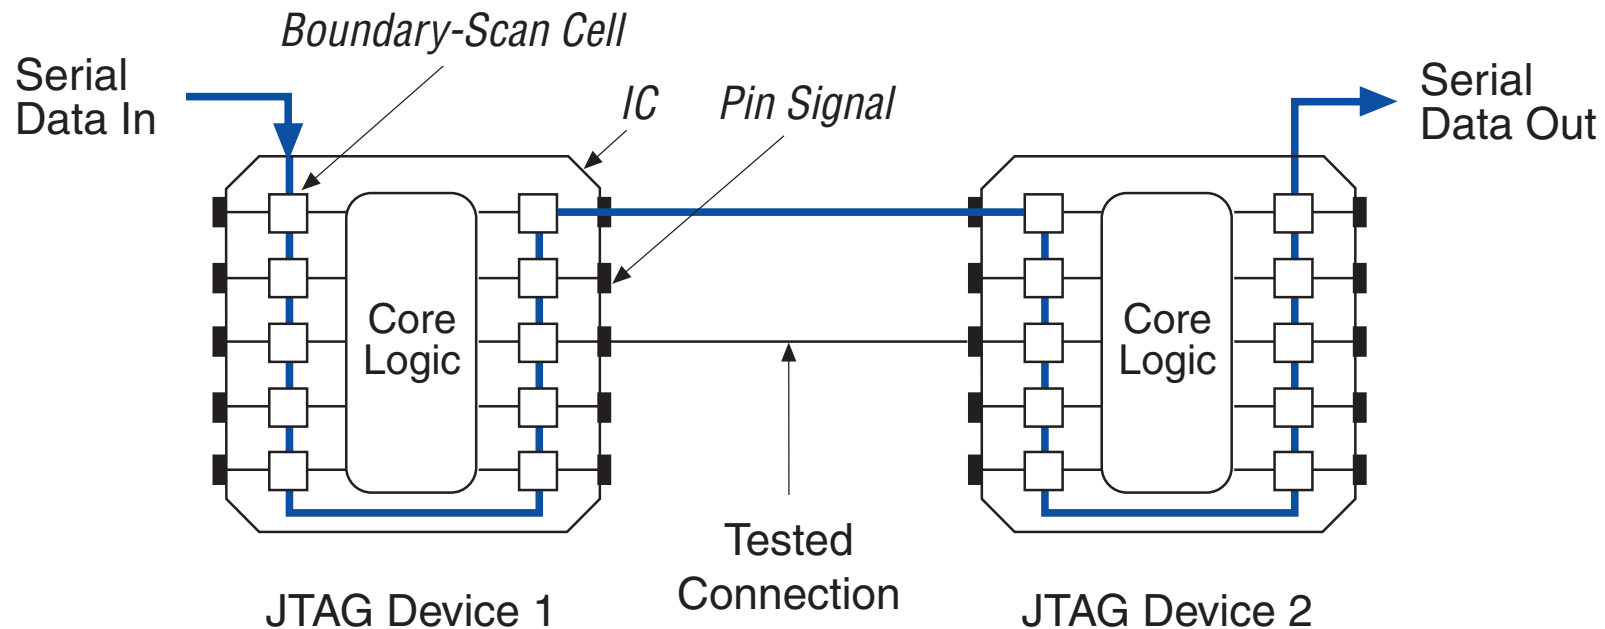 Boundary-Scan Cell
Serial
Data In
IC
Pin Signal
Serial
Data Out
Core
Logic
Core
Logic
Tested
Connection
JTAG Device 1
JTAG Device 2